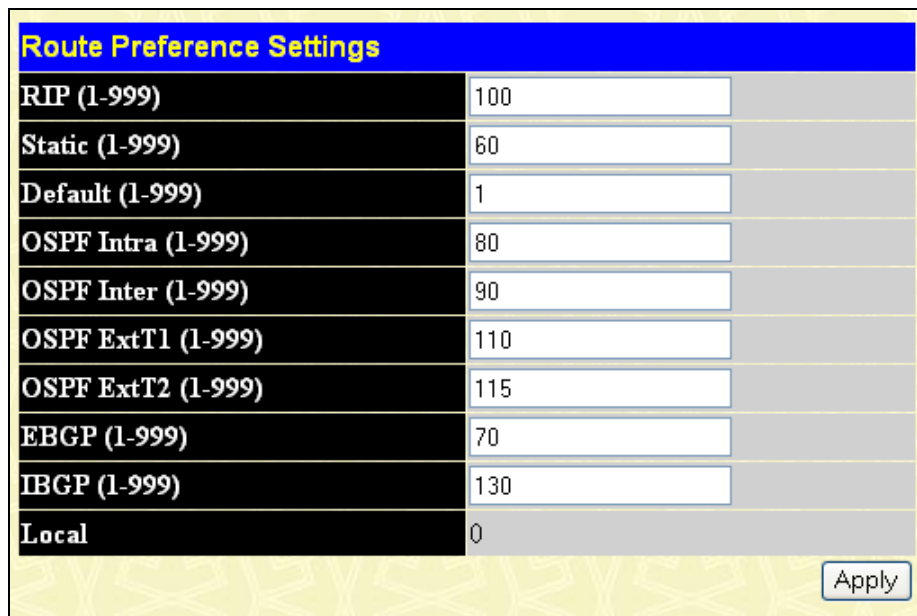 Route Preference Settings
RIP (1-999) 100
Static (1-999) 60
Default (1-999) 1
OSPF Intra (1-999) 80
OSPF Inter (1-999) 90
OSPF ExtT1 (1-999) 110
OSPF ExtT2 (1-999) 115
EBGP (1-999) 70
IBGP (1-999) 130
Local 0
Apply